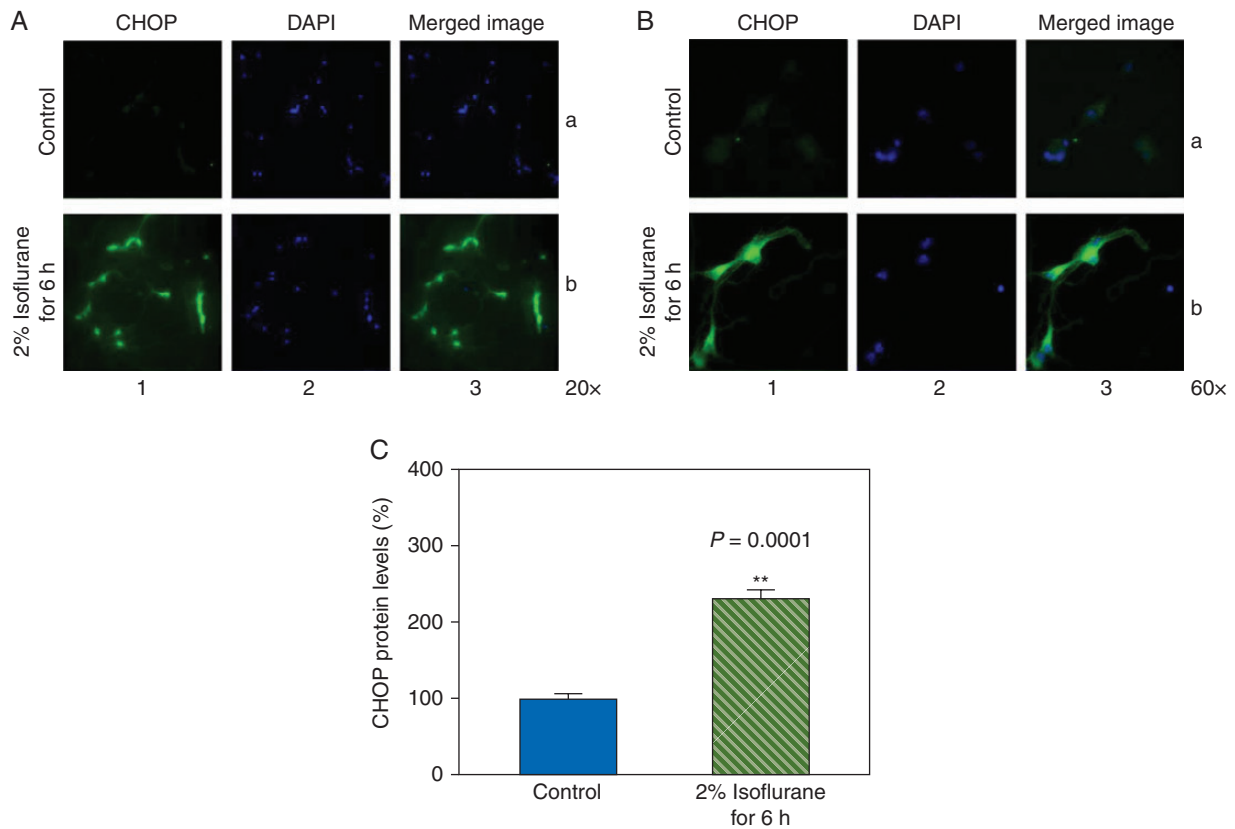 A
CHOP
DAPI
Merged image
Control
a
2% Isoflurane
for 6 h
b
1
2
3
20×
B
CHOP
DAPI
Merged image
Control
a
2% Isoflurane
for 6 h
b
1
2
3
60×
C
CHOP protein levels (%)
400
300
200
100
0
P = 0.0001
**
Control
2% Isoflurane
for 6 h